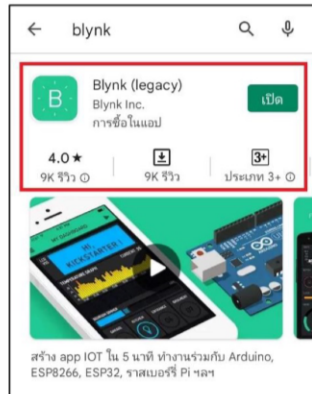 blynk
B
Blynk (legacy)
Blynk Inc.
การซื้อในแอป
เปิด
4.0★
9K รีวิว
9K รีวิว
3+
ประเภท 3+
HI,
KICKSTARTER!
สร้าง app IOT ใน 5 นาที ทำงานร่วมกับ Arduino,
ESP8266, ESP32, ราสเบอร์รี่ Pi ฯลฯ